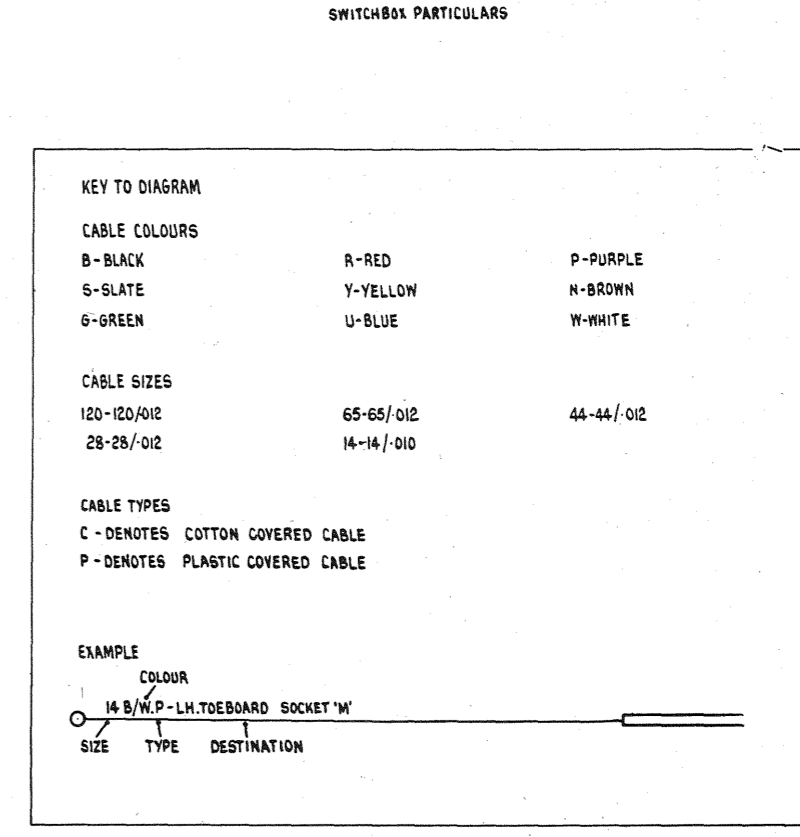 SWITCHBOX PARTICULARS
KEY TO DIAGRAM
CABLE COLOURS
B-BLACK R-RED P-PURPLE
S-SLATE Y-YELLOW N-BROWN
G-GREEN U-BLUE W-WHITE
CABLE SIZES
120-120/012 65-65/·012 44-44/·012
28-28/·012 14-14/·010
CABLE TYPES
C - DENOTES COTTON COVERED CABLE
P - DENOTES PLASTIC COVERED CABLE
EXAMPLE
COLOUR
14 B/W.P-LH.TOEBOARD SOCKET 'M'
SIZE TYPE DESTINATION